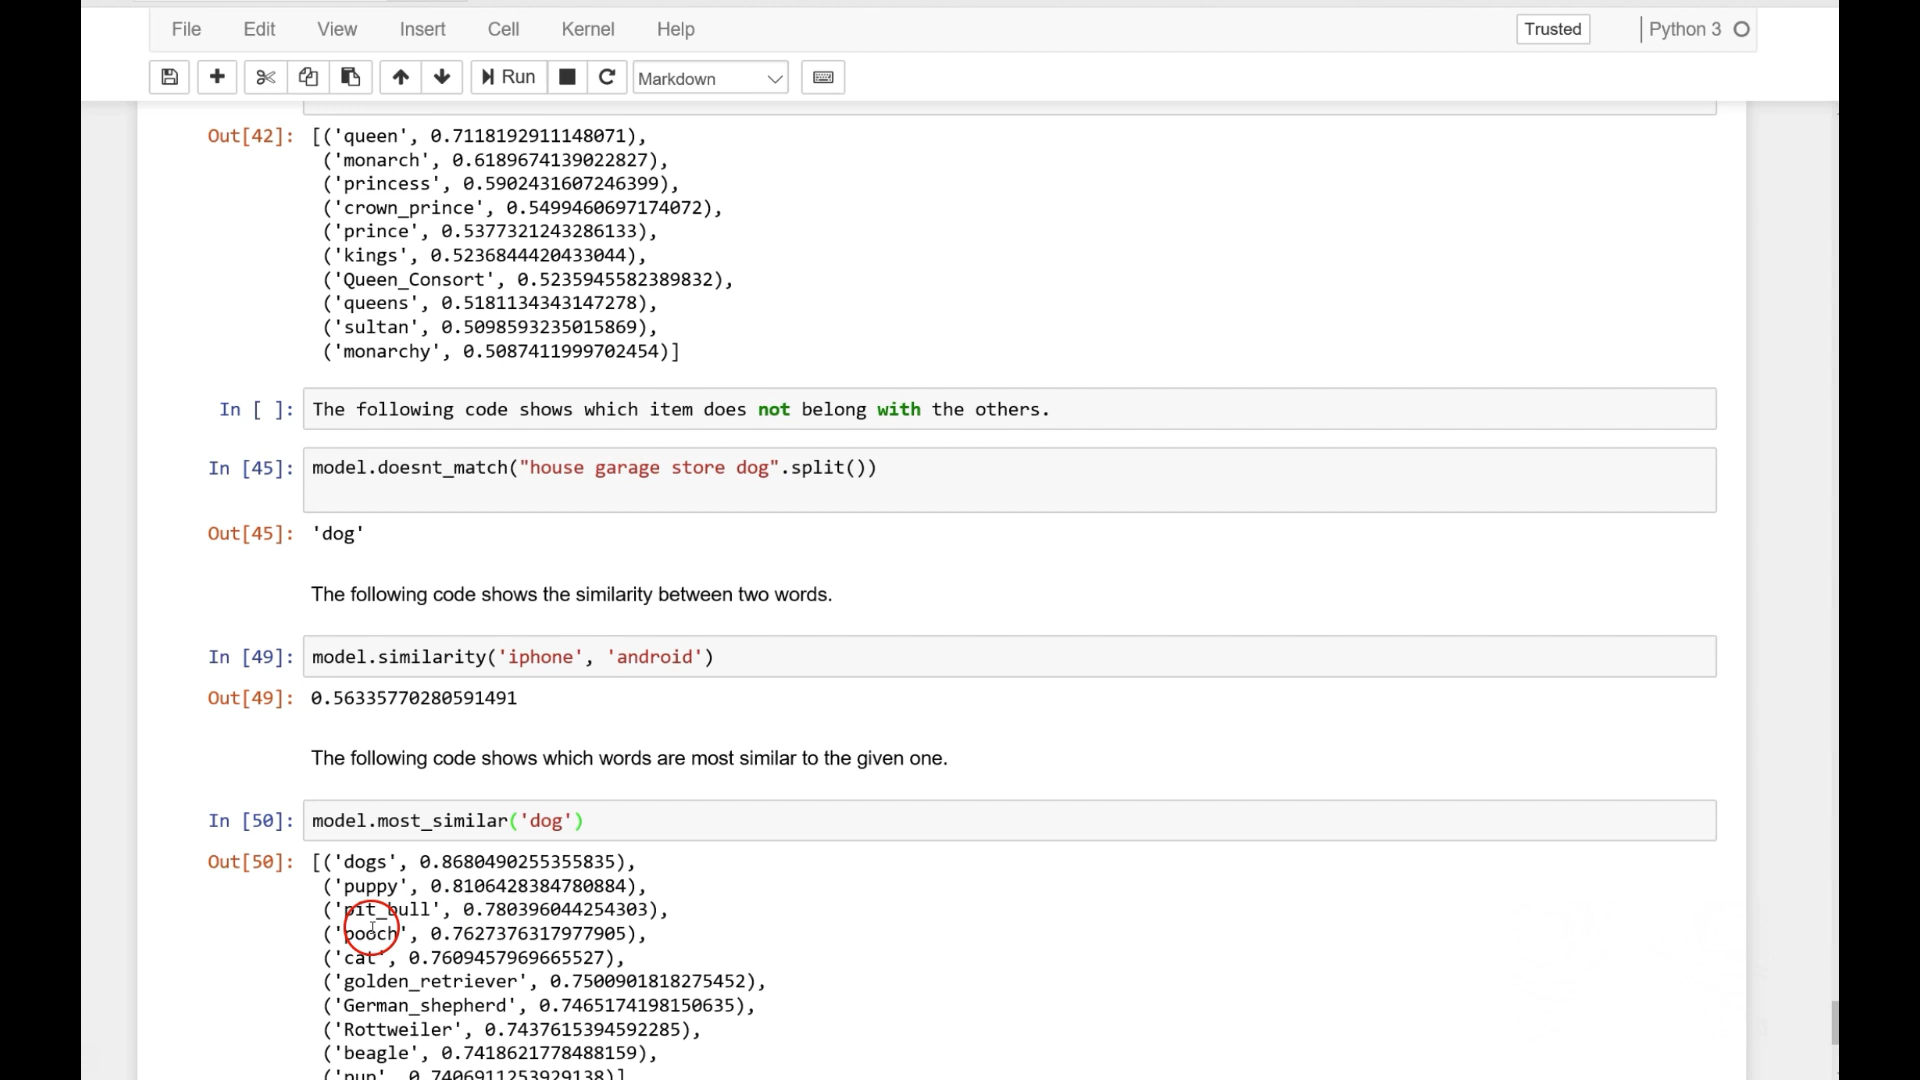 File Edit View Insert Cell Kernel Help Trusted Python 3
Run Markdown
Out[42]: [('queen', 0.7118192911148071),
('monarch', 0.6189674139022827),
('princess', 0.5902431607246399),
('crown_prince', 0.5499460697174072),
('prince', 0.5377321243286133),
('kings', 0.5236844420433044),
('Queen_Consort', 0.5235945582389832),
('queens', 0.5181134343147278),
('sultan', 0.5098593235015869),
('monarchy', 0.5087411999702454)]
In [ ]: The following code shows which item does not belong with the others.
In [45]: model.doesnt_match("house garage store dog".split())
Out[45]: 'dog'
The following code shows the similarity between two words.
In [49]: model.similarity('iphone', 'android')
Out[49]: 0.56335770280591491
The following code shows which words are most similar to the given one.
In [50]: model.most_similar('dog')
Out[50]: [('dogs', 0.8680490255355835),
('puppy', 0.8106428384780884),
('pit_bull', 0.780396044254303),
('pooch', 0.7627376317977905),
('cat', 0.7609457969665527),
('golden_retriever', 0.7500901818275452),
('German_shepherd', 0.7465174198150635),
('Rottweiler', 0.7437615394592285),
('beagle', 0.7418621778488159),
('pup', 0.7406911253929138)]